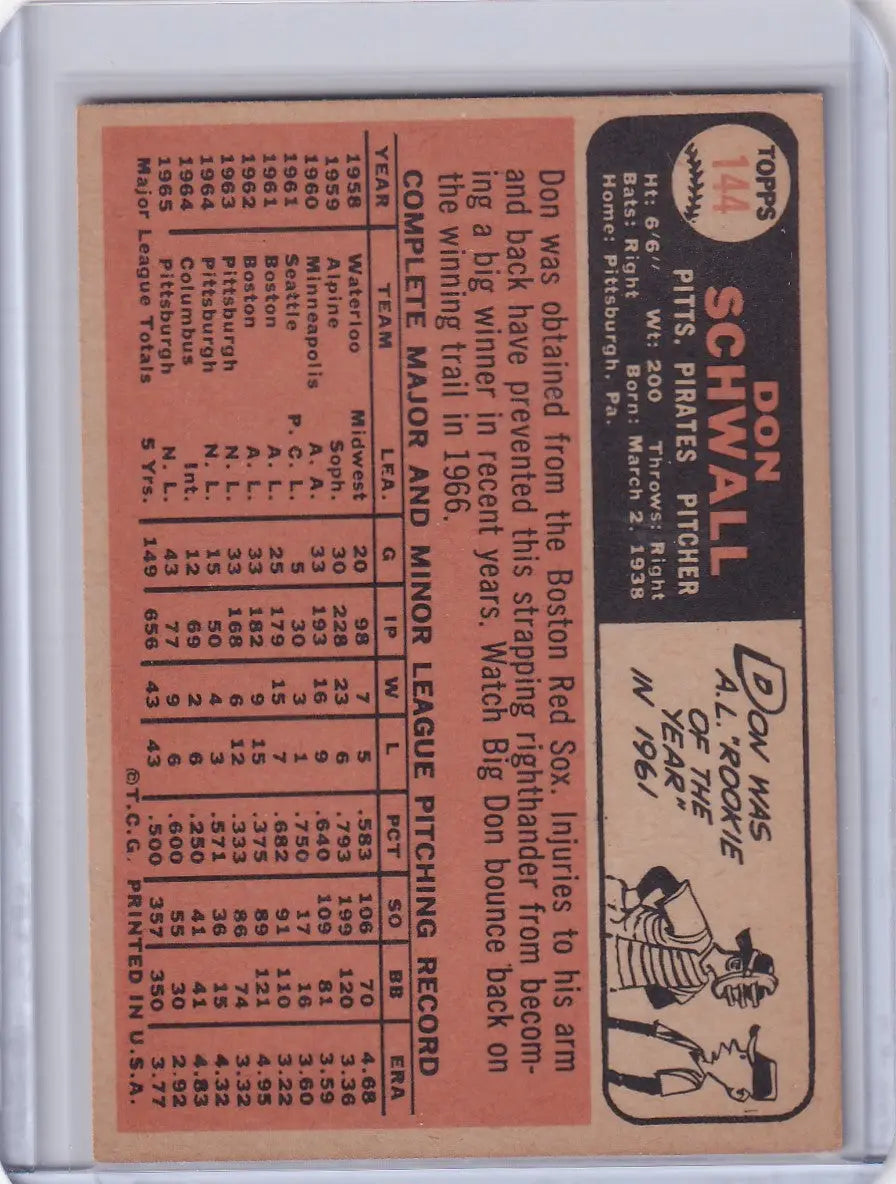 TOPPS
144
DON
SCHWALL
PITTS. PIRATES PITCHER
Ht: 6'6" Wt: 200 Throws: Right
Bats: Right Born: March 2, 1938
Home: Pittsburgh, Pa.
DON WAS
A.L. "ROOKIE
OF THE
YEAR"
IN 1961
Don was obtained from the Boston Red Sox. Injuries to his arm
and back have prevented this strapping righthander from becom-
ing a big winner in recent years. Watch Big Don bounce back on
the winning trail in 1966.
COMPLETE MAJOR AND MINOR LEAGUE PITCHING RECORD
YEAR TEAM LEA. G IP W L PCT SO BB ERA
1958 Waterloo Midwest 20 98 7 5 .583 106 70 4.68
1959 Alpine Soph. 30 228 23 6 .793 199 120 3.36
1960 Minneapolis A. A. 33 193 16 9 .640 109 81 3.59
1961 Seattle P. C. L. 5 30 3 1 .750 17 16 3.60
1961 Boston A. L. 25 179 15 7 .682 91 110 3.22
1962 Boston A. L. 33 182 9 15 .375 89 121 4.95
1963 Pittsburgh N. L. 33 168 6 12 .333 86 74 3.32
1964 Pittsburgh N. L. 15 50 4 3 .571 36 15 4.32
1964 Columbus Int. 12 69 2 6 .250 41 41 4.83
1965 Pittsburgh N. L. 43 77 9 6 .600 55 30 2.92
Major League Totals 5 Yrs. 149 656 43 43 .500 357 350 3.77
©T.C.G. PRINTED IN U.S.A.